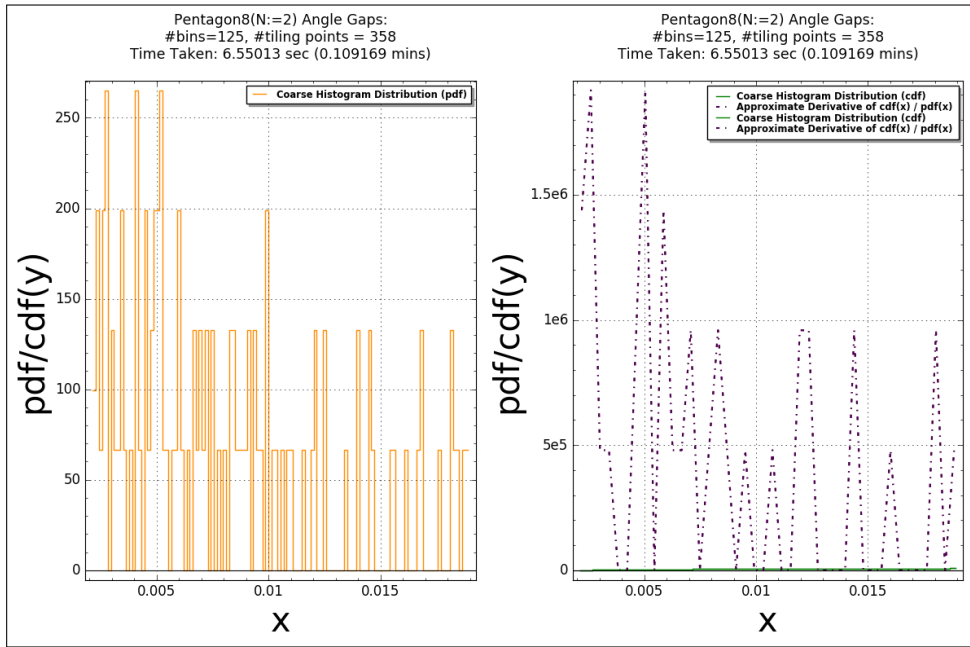 Pentagon8(N:=2) Angle Gaps:
#bins=125, #tiling points = 358
Time Taken: 6.55013 sec (0.109169 mins)
Coarse Histogram Distribution (pdf)
250
200
150
100
50
0
0.005
0.01
0.015
pdf/cdf(y)
x
Pentagon8(N:=2) Angle Gaps:
#bins=125, #tiling points = 358
Time Taken: 6.55013 sec (0.109169 mins)
Coarse Histogram Distribution (cdf)
Approximate Derivative of cdf(x) / pdf(x)
Coarse Histogram Distribution (cdf)
Approximate Derivative of cdf(x) / pdf(x)
1.5e6
1e6
5e5
0
0.005
0.01
0.015
pdf/cdf(y)
x